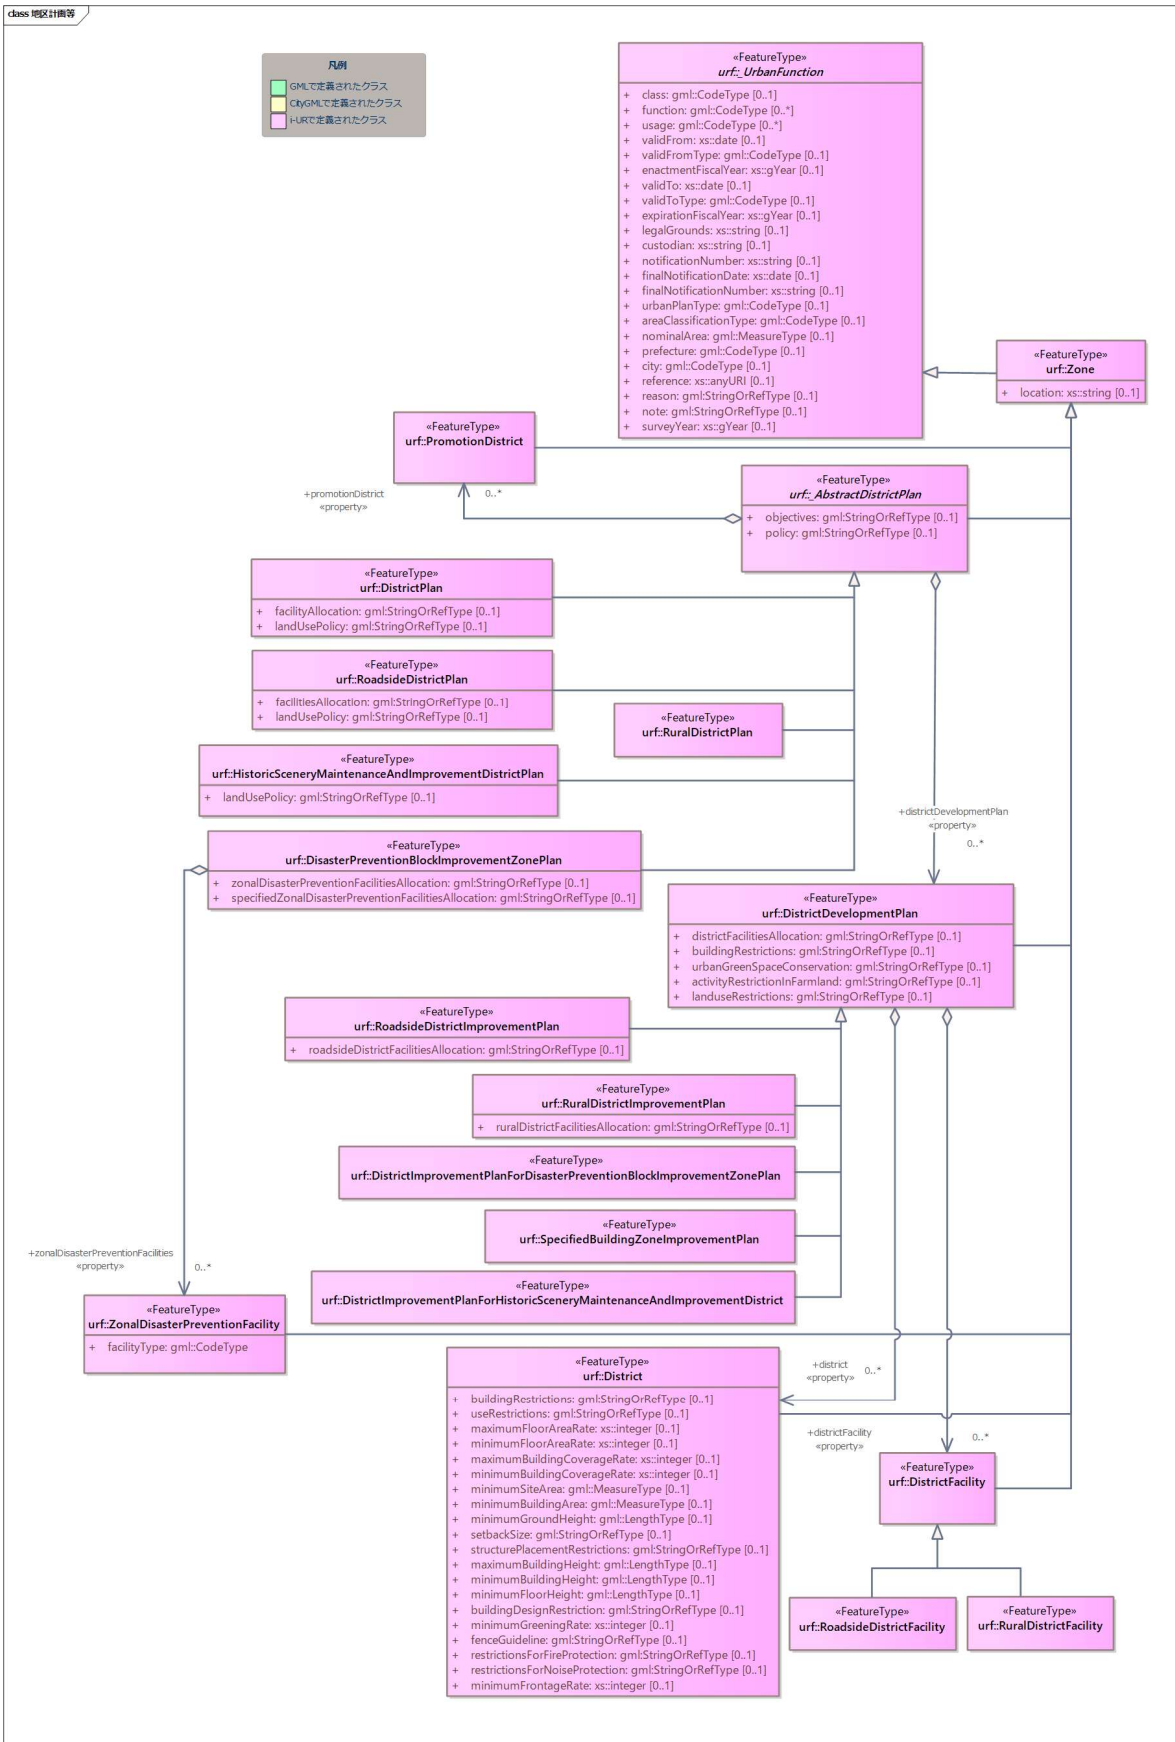 class 地区計画等
凡例
GMLで定義されたクラス
CityGMLで定義されたクラス
i-URで定義されたクラス
«FeatureType»
urf::_UrbanFunction
+ class: gml::CodeType [0..1]
+ function: gml::CodeType [0..*]
+ usage: gml::CodeType [0..*]
+ validFrom: xs::date [0..1]
+ validFromType: gml::CodeType [0..1]
+ enactmentFiscalYear: xs::gYear [0..1]
+ validTo: xs::date [0..1]
+ validToType: gml::CodeType [0..1]
+ expirationFiscalYear: xs::gYear [0..1]
+ legalGrounds: xs::string [0..1]
+ custodian: xs::string [0..1]
+ notificationNumber: xs::string [0..1]
+ finalNotificationDate: xs::date [0..1]
+ finalNotificationNumber: xs::string [0..1]
+ urbanPlanType: gml::CodeType [0..1]
+ areaClassificationType: gml::CodeType [0..1]
+ nominalArea: gml::MeasureType [0..1]
+ prefecture: gml::CodeType [0..1]
+ city: gml::CodeType [0..1]
+ reference: xs::anyURI [0..1]
+ reason: gml:StringOrRefType [0..1]
+ note: gml:StringOrRefType [0..1]
+ surveyYear: xs::gYear [0..1]
«FeatureType»
urf::Zone
+ location: xs::string [0..1]
«FeatureType»
urf::PromotionDistrict
+promotionDistrict
«property»
0..*
«FeatureType»
urf::_AbstractDistrictPlan
+ objectives: gml:StringOrRefType [0..1]
+ policy: gml:StringOrRefType [0..1]
«FeatureType»
urf::DistrictPlan
+ facilityAllocation: gml:StringOrRefType [0..1]
+ landUsePolicy: gml:StringOrRefType [0..1]
«FeatureType»
urf::RoadsideDistrictPlan
+ facilitiesAllocation: gml:StringOrRefType [0..1]
+ landUsePolicy: gml:StringOrRefType [0..1]
«FeatureType»
urf::RuralDistrictPlan
«FeatureType»
urf::HistoricSceneryMaintenanceAndImprovementDistrictPlan
+ landUsePolicy: gml:StringOrRefType [0..1]
+districtDevelopmentPlan
«property»
0..*
«FeatureType»
urf::DisasterPreventionBlockImprovementZonePlan
+ zonalDisasterPreventionFacilitiesAllocation: gml:StringOrRefType [0..1]
+ specifiedZonalDisasterPreventionFacilitiesAllocation: gml:StringOrRefType [0..1]
«FeatureType»
urf::DistrictDevelopmentPlan
+ districtFacilitiesAllocation: gml:StringOrRefType [0..1]
+ buildingRestrictions: gml:StringOrRefType [0..1]
+ urbanGreenSpaceConservation: gml:StringOrRefType [0..1]
+ activityRestrictionInFarmland: gml:StringOrRefType [0..1]
+ landuseRestrictions: gml:StringOrRefType [0..1]
«FeatureType»
urf::RoadsideDistrictImprovementPlan
+ roadsideDistrictFacilitiesAllocation: gml:StringOrRefType [0..1]
«FeatureType»
urf::RuralDistrictImprovementPlan
+ ruralDistrictFacilitiesAllocation: gml:StringOrRefType [0..1]
«FeatureType»
urf::DistrictImprovementPlanForDisasterPreventionBlockImprovementZonePlan
«FeatureType»
urf::SpecifiedBuildingZoneImprovementPlan
+zonalDisasterPreventionFacilities
«property»
0..*
«FeatureType»
urf::DistrictImprovementPlanForHistoricSceneryMaintenanceAndImprovementDistrict
«FeatureType»
urf::ZonalDisasterPreventionFacility
+ facilityType: gml::CodeType
«FeatureType»
urf::District
+ buildingRestrictions: gml:StringOrRefType [0..1]
+ useRestrictions: gml:StringOrRefType [0..1]
+ maximumFloorAreaRate: xs::integer [0..1]
+ minimumFloorAreaRate: xs::integer [0..1]
+ maximumBuildingCoverageRate: xs::integer [0..1]
+ minimumBuildingCoverageRate: xs::integer [0..1]
+ minimumSiteArea: gml::MeasureType [0..1]
+ minimumBuildingArea: gml::MeasureType [0..1]
+ minimumGroundHeight: gml::LengthType [0..1]
+ setbackSize: gml:StringOrRefType [0..1]
+ structurePlacementRestrictions: gml:StringOrRefType [0..1]
+ maximumBuildingHeight: gml::LengthType [0..1]
+ minimumBuildingHeight: gml::LengthType [0..1]
+ minimumFloorHeight: gml::LengthType [0..1]
+ buildingDesignRestriction: gml:StringOrRefType [0..1]
+ minimumGreeningRate: xs::integer [0..1]
+ fenceGuideline: gml:StringOrRefType [0..1]
+ restrictionsForFireProtection: gml:StringOrRefType [0..1]
+ restrictionsForNoiseProtection: gml:StringOrRefType [0..1]
+ minimumFrontageRate: xs::integer [0..1]
+district
«property»
0..*
+districtFacility
«property»
0..*
«FeatureType»
urf::DistrictFacility
«FeatureType»
urf::RoadsideDistrictFacility
«FeatureType»
urf::RuralDistrictFacility